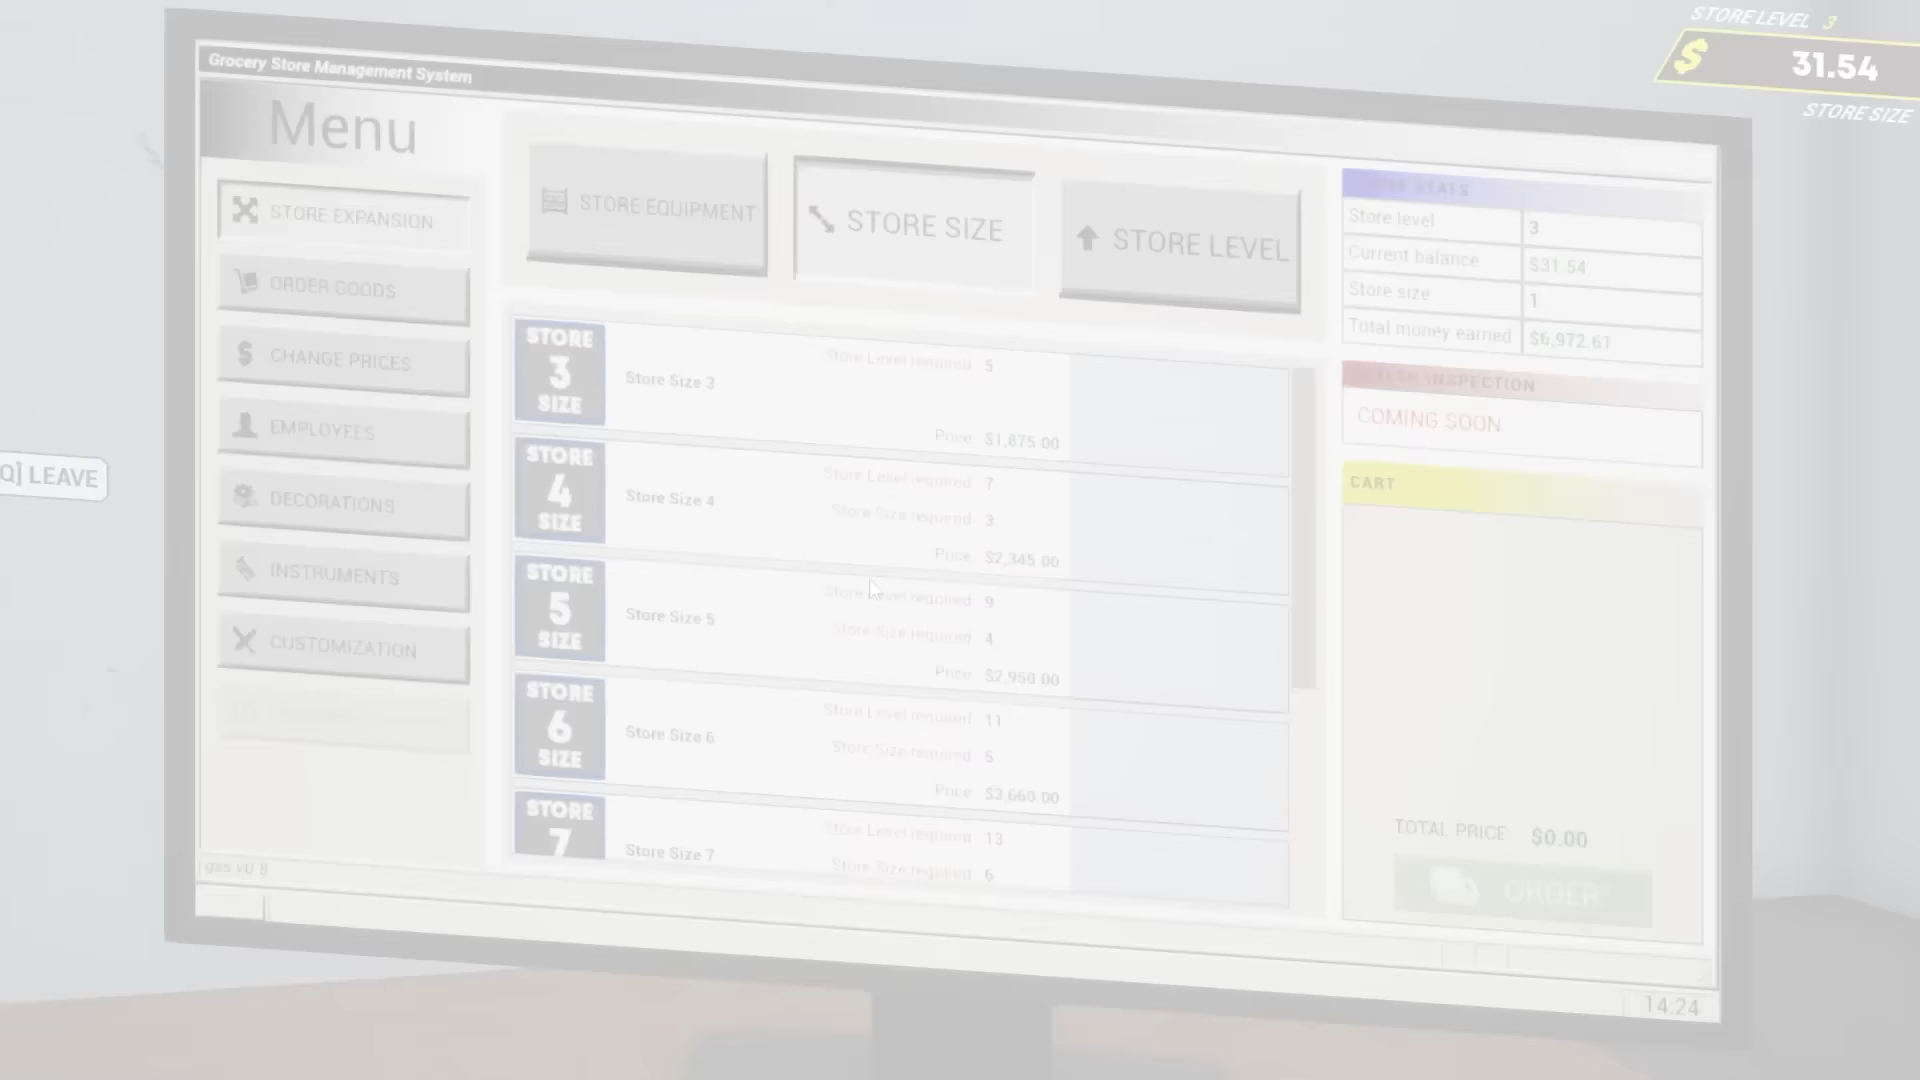 STORE LEVEL 3
$ 31.54
STORE SIZE
Grocery Store Management System
Menu
STORE EXPANSION
ORDER GOODS
CHANGE PRICES
EMPLOYEES
DECORATIONS
INSTRUMENTS
CUSTOMIZATION
Q] LEAVE
STORE EQUIPMENT
STORE SIZE
STORE LEVEL
STORE 3 SIZE
Store Size 3
Store Level required 5
Price $1,875.00
STORE 4 SIZE
Store Size 4
Store Level required 7
Store Size required 3
Price $2,345.00
STORE 5 SIZE
Store Size 5
Store Level required 9
Store Size required 4
Price $2,950.00
STORE 6 SIZE
Store Size 6
Store Level required 11
Store Size required 5
Price $3,660.00
STORE 7
Store Size 7
Store Level required 13
Store Size required 6
STATS
Store level 3
Current balance $31.54
Store size 1
Total money earned $6,972.61
INSPECTION
COMING SOON
CART
TOTAL PRICE $0.00
ORDER
gss v0.8
14:24